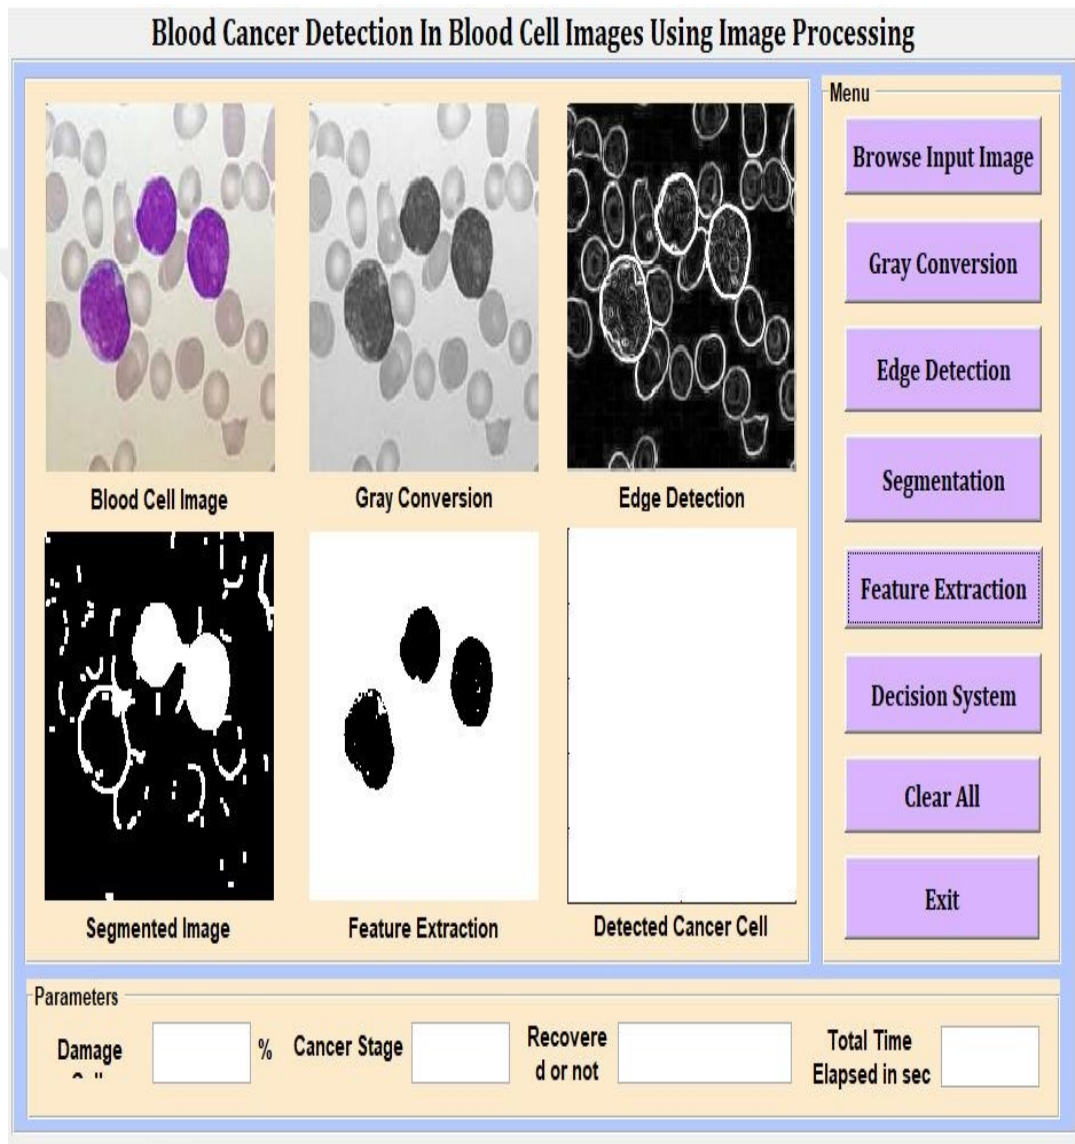 Blood Cancer Detection In Blood Cell Images Using Image Processing
Blood Cell Image
Gray Conversion
Edge Detection
Segmented Image
Feature Extraction
Detected Cancer Cell
Menu
Browse Input Image
Gray Conversion
Edge Detection
Segmentation
Feature Extraction
Decision System
Clear All
Exit
Parameters
Damage
%
Cancer Stage
Recovere
d or not
Total Time
Elapsed in sec